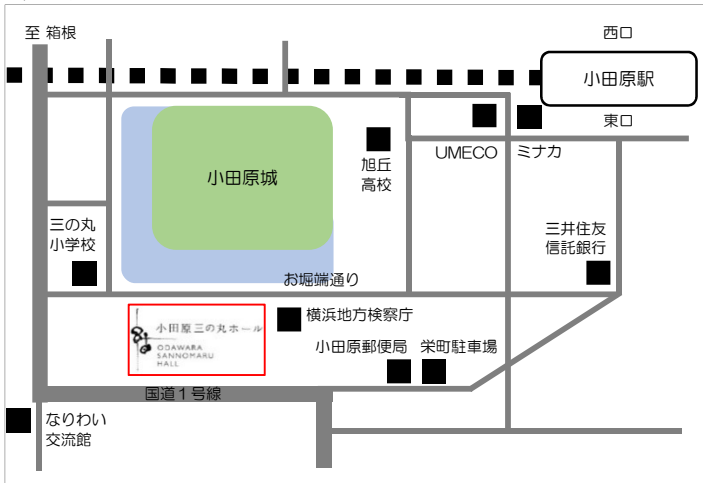 至 箱根
西口
小田原駅
東口
UMECO
ミナカ
旭丘
高校
小田原城
三の丸
小学校
三井住友
信託銀行
お堀端通り
小田原三の丸ホール
ODAWARA
SANNOMARU
HALL
横浜地方検察庁
小田原郵便局
栄町駐車場
国道1号線
なりわい
交流館